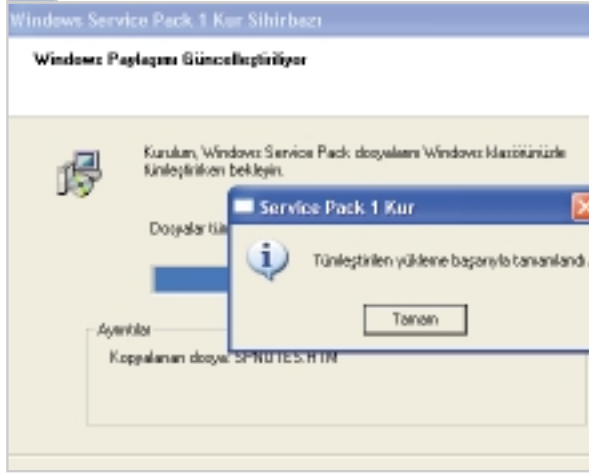 Windows Service Pack 1 Kur Sihirbazı
Windows Paylaşımı Güncelleştiriliyor
Kurulum, Windows Service Pack dosyalarını Windows klasörünüzle
tümleştirilirken bekleyin.
Dosyalar tüm
Service Pack 1 Kur
Tümleştirilen yükleme başarıyla tamamlandı.
Tamam
Ayrıntılar
Kopyalanan dosya: SPNOTES.HTM